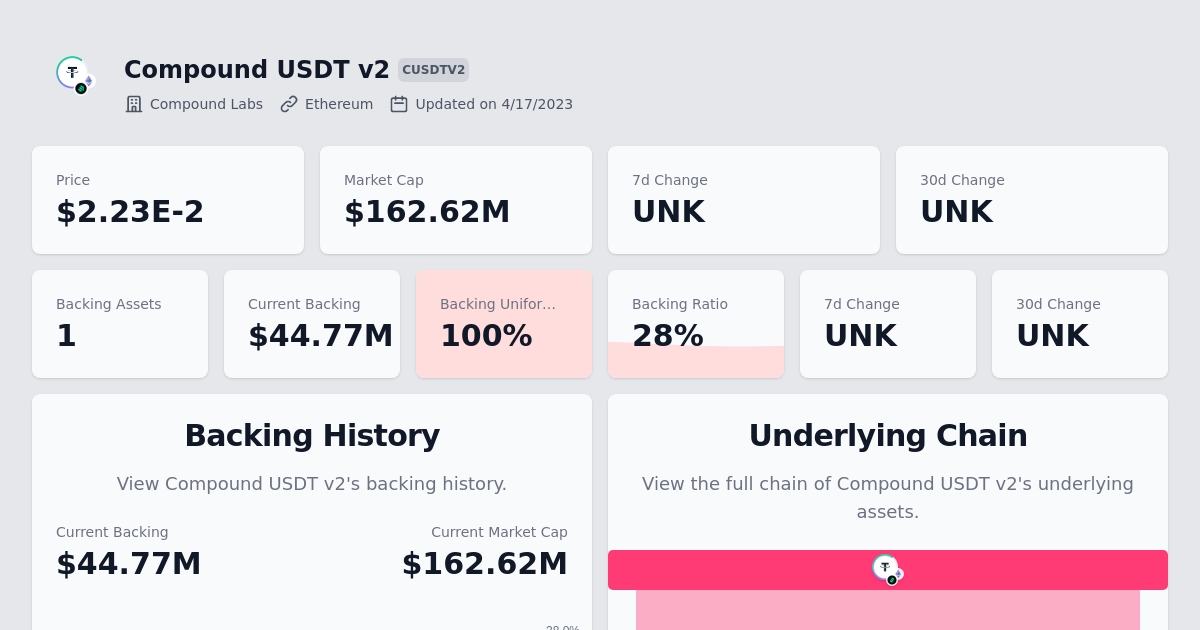 Compound USDT v2 CUSDTV2
Compound Labs Ethereum Updated on 4/17/2023
Price
$2.23E-2
Market Cap
$162.62M
7d Change
UNK
30d Change
UNK
Backing Assets
1
Current Backing
$44.77M
Backing Unifor…
100%
Backing Ratio
28%
7d Change
UNK
30d Change
UNK
Backing History
View Compound USDT v2's backing history.
Current Backing
$44.77M
Current Market Cap
$162.62M
28.0%
Underlying Chain
View the full chain of Compound USDT v2's underlying
assets.